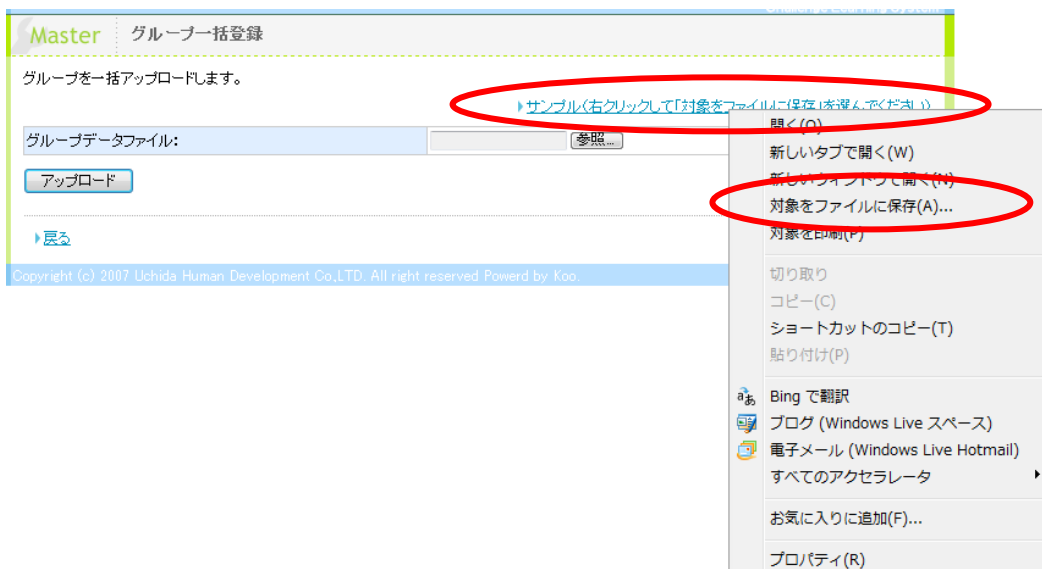 Master グループ一括登録
グループを一括アップロードします。
サンプル(右クリックして「対象をファイルに保存」を選んでください)
グループデータファイル: 参照...
アップロード
戻る
Copyright (c) 2007 Uchida Human Development Co,LTD. All right reserved Powerd by Koo.
開く(O)
新しいタブで開く(W)
新しいウィンドウで開く(N)
対象をファイルに保存(A)...
対象を印刷(P)
切り取り
コピー(C)
ショートカットのコピー(T)
貼り付け(P)
Bing で翻訳
ブログ (Windows Live スペース)
電子メール (Windows Live Hotmail)
すべてのアクセラレータ
お気に入りに追加(F)...
プロパティ(R)